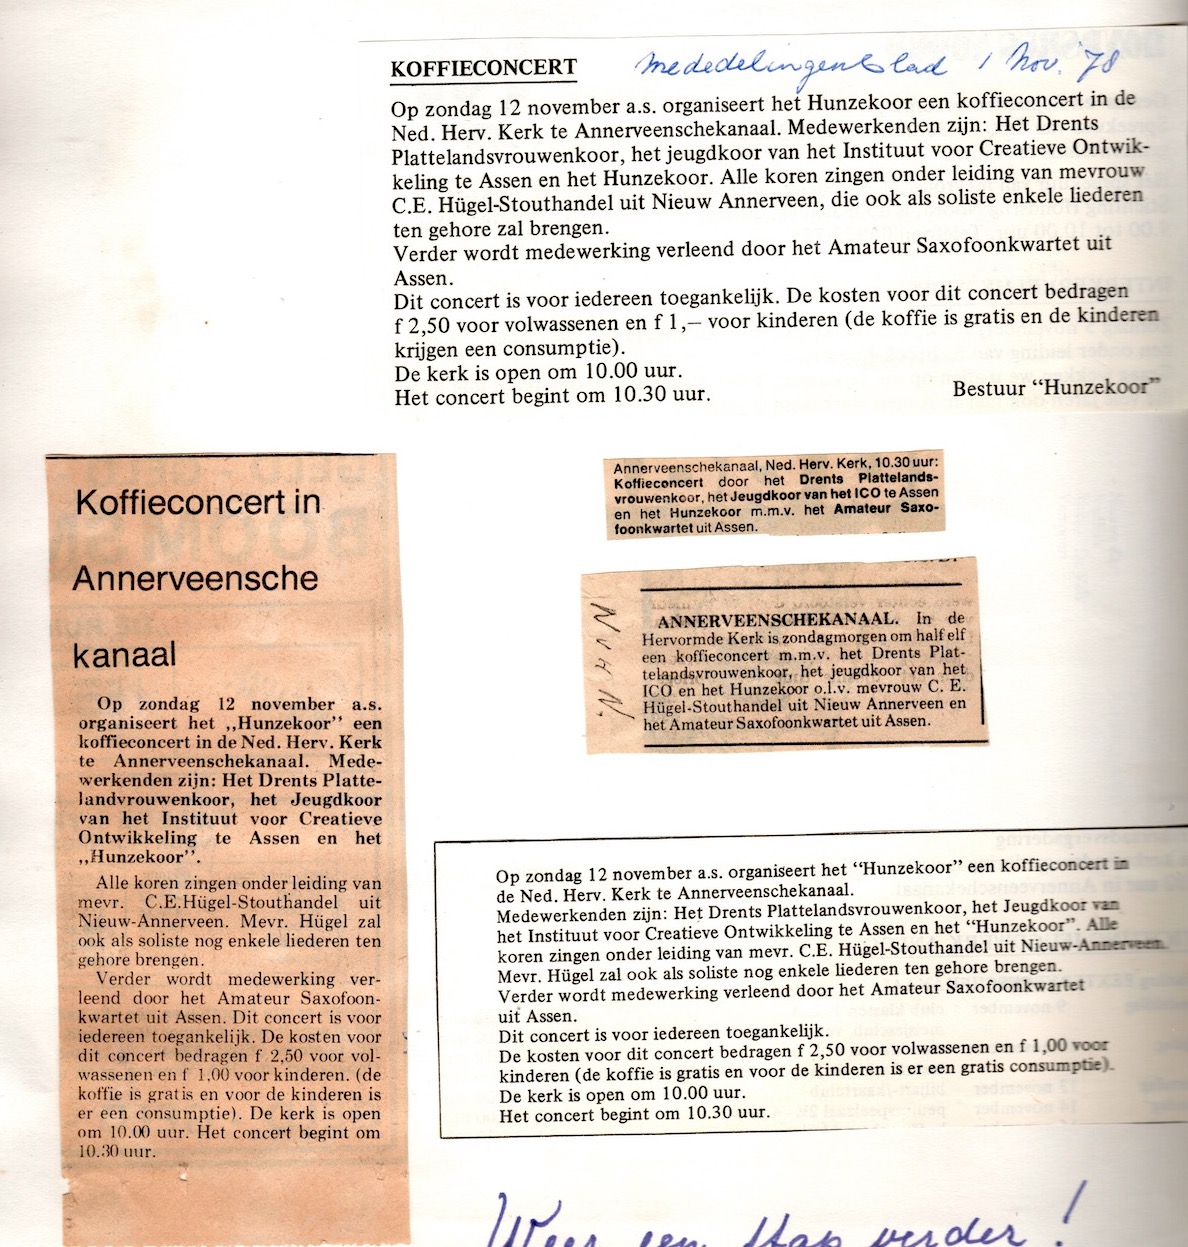 KOFFIECONCERT
Mededelingenblad 1 Nov. '78
Op zondag 12 november a.s. organiseert het Hunzekoor een koffieconcert in de
Ned. Herv. Kerk te Annerveenschekanaal. Medewerkenden zijn: Het Drents
Plattelandsvrouwenkoor, het jeugdkoor van het Instituut voor Creatieve Ontwik-
keling te Assen en het Hunzekoor. Alle koren zingen onder leiding van mevrouw
C.E. Hügel-Stouthandel uit Nieuw Annerveen, die ook als soliste enkele liederen
ten gehore zal brengen.
Verder wordt medewerking verleend door het Amateur Saxofoonkwartet uit
Assen.
Dit concert is voor iedereen toegankelijk. De kosten voor dit concert bedragen
f 2,50 voor volwassenen en f 1,— voor kinderen (de koffie is gratis en de kinderen
krijgen een consumptie).
De kerk is open om 10.00 uur.
Het concert begint om 10.30 uur.
Bestuur “Hunzekoor”
Koffieconcert in
Annerveensche
kanaal
Op zondag 12 november a.s.
organiseert het ,,Hunzekoor’’ een
koffieconcert in de Ned. Herv. Kerk
te Annerveenschekanaal. Mede-
werkenden zijn: Het Drents Platte-
landvrouwenkoor, het Jeugdkoor
van het Instituut voor Creatieve
Ontwikkeling te Assen en het
,,Hunzekoor’’.
Alle koren zingen onder leiding van
mevr. C.E.Hügel-Stouthandel uit
Nieuw-Annerveen. Mevr. Hügel zal
ook als soliste nog enkele liederen ten
gehore brengen.
Verder wordt medewerking ver-
leend door het Amateur Saxofoon-
kwartet uit Assen. Dit concert is voor
iedereen toegankelijk. De kosten voor
dit concert bedragen f 2,50 voor vol-
wassenen en f 1,00 voor kinderen. (de
koffie is gratis en voor de kinderen is
er een consumptie). De kerk is open
om 10.00 uur. Het concert begint om
10.30 uur.
Annerveenschekanaal, Ned. Herv. Kerk, 10.30 uur:
Koffieconcert door het Drents Plattelands-
vrouwenkoor, het Jeugdkoor van het ICO te Assen
en het Hunzekoor m.m.v. het Amateur Saxo-
foonkwartet uit Assen.
ANNERVEENSCHEKANAAL. In de
Hervormde Kerk is zondagmorgen om half elf
een koffieconcert m.m.v. het Drents Plat-
telandsvrouwenkoor, het jeugdkoor van het
ICO en het Hunzekoor o.l.v. mevrouw C. E.
Hügel-Stouthandel uit Nieuw Annerveen en
het Amateur Saxofoonkwartet uit Assen.
Op zondag 12 november a.s. organiseert het “Hunzekoor” een koffieconcert in
de Ned. Herv. Kerk te Annerveenschekanaal.
Medewerkenden zijn: Het Drents Plattelandsvrouwenkoor, het Jeugdkoor van
het Instituut voor Creatieve Ontwikkeling te Assen en het “Hunzekoor”. Alle
koren zingen onder leiding van mevr. C.E. Hügel-Stouthandel uit Nieuw-Annerveen.
Mevr. Hügel zal ook als soliste nog enkele liederen ten gehore brengen.
Verder wordt medewerking verleend door het Amateur Saxofoonkwartet
uit Assen.
Dit concert is voor iedereen toegankelijk.
De kosten voor dit concert bedragen f 2,50 voor volwassenen en f 1,00 voor
kinderen (de koffie is gratis en voor de kinderen is er een gratis consumptie).
De kerk is open om 10.00 uur.
Het concert begint om 10.30 uur.
Weer een stap verder!